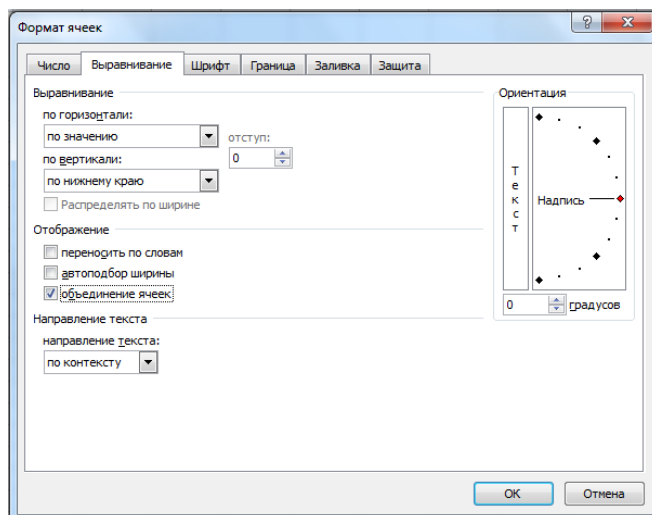 Формат ячеек
Число Выравнивание Шрифт Граница Заливка Защита
Выравнивание
по горизонтали:
по значению
отступ:
0
по вертикали:
по нижнему краю
Распределять по ширине
Отображение
переносить по словам
автоподбор ширины
объединение ячеек
Направление текста
направление текста:
по контексту
Ориентация
Текст
Надпись
0 градусов
ОК Отмена